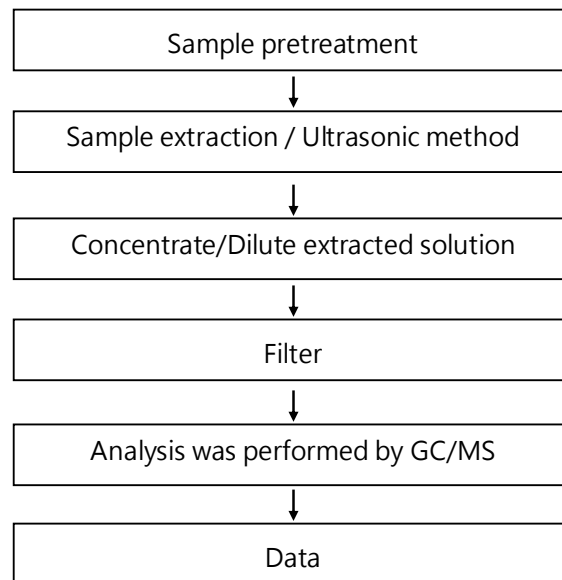 Sample pretreatment
Sample extraction / Ultrasonic method
Concentrate/Dilute extracted solution
Filter
Analysis was performed by GC/MS
Data